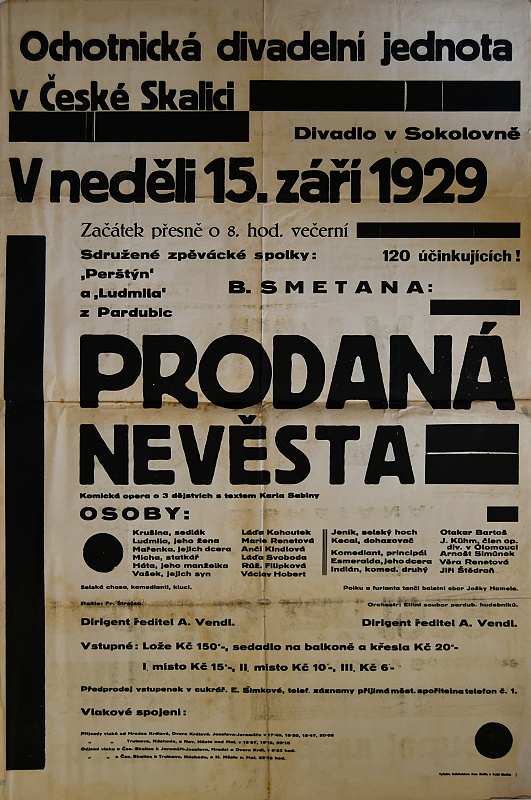 Ochotnická divadelní jednota
v České Skalici
Divadlo v Sokolovně
V neděli 15. září 1929
Začátek přesně o 8. hod. večerní
Sdružené zpěvácké spolky:
120 účinkujících!
‚Perštýn'
a ‚Ludmila'
z Pardubic
B. SMETANA:
PRODANÁ
NEVĚSTA
Komická opera o 3 dějstvích s textem Karla Sabiny
OSOBY:
Krušina, sedlák Láďa Kohoutek
Ludmila, jeho žena Marie Renetová
Mařenka, jejich dcera Anči Kindlová
Micha, statkář Láďa Svoboda
Háta, jeho manželka Růž. Filipková
Vašek, jejich syn Václav Hobert
Jeník, selský hoch Otakar Bartoš
Kecal, dohazovač J. Kühm, člen op.
div. v Olomouci
Komediant, principál Arnošt Šimůnek
Esmeralda, jeho dcera Věra Renetová
Indián, komed. druhý Jiří Štědroň
Selská chasa, komedianti, kluci.
Polku a furianta tančí baletní sbor Jožky Hamele.
Režie: Fr.
Orchestr: Elitní soubor pardub. hudebníků.
Dirigent ředitel A. Vendl.
Dirigent ředitel A. Vendl.
Vstupné: Lože Kč 150·-, sedadlo na balkoně a křesla Kč 20·-
I. místo Kč 15·-, II. místo Kč 10·-, III. Kč 6·-
Předprodej vstupenek v cukrář. E. Šimkové, telef. záznamy přijímá měst. spořitelna telefon č. 1.
Vlakové spojení: